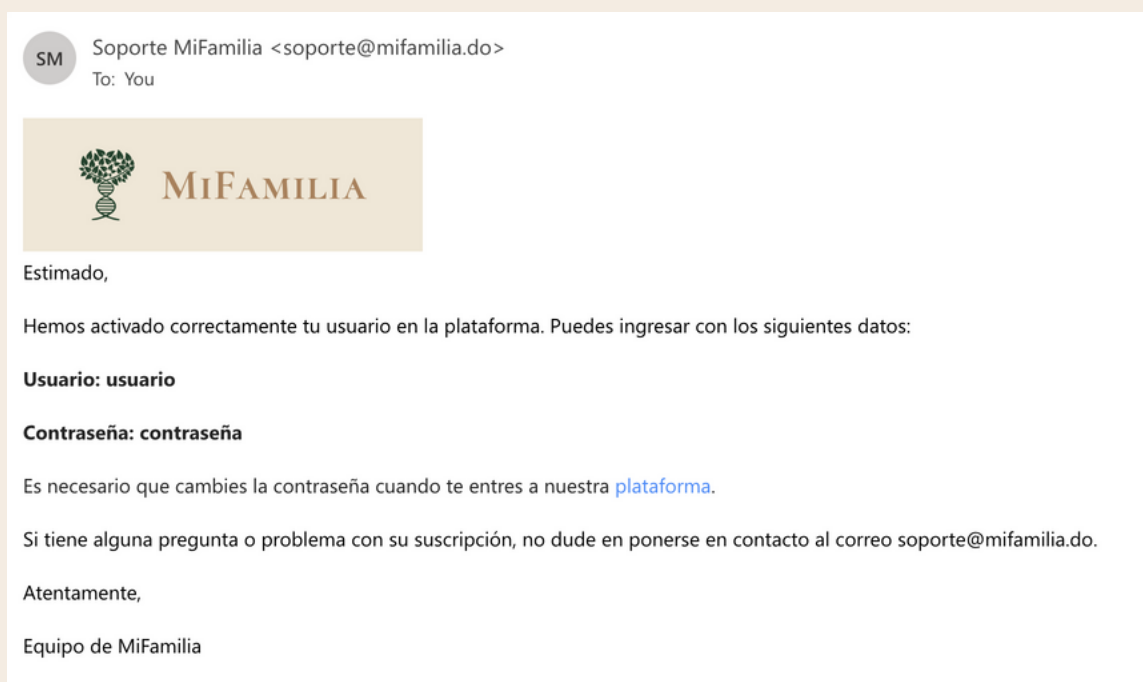 SM
Soporte MiFamilia <soporte@mifamilia.do>
To: You
MIFAMILIA
Estimado,
Hemos activado correctamente tu usuario en la plataforma. Puedes ingresar con los siguientes datos:
Usuario: usuario
Contraseña: contraseña
Es necesario que cambies la contraseña cuando te entres a nuestra plataforma.
Si tiene alguna pregunta o problema con su suscripción, no dude en ponerse en contacto al correo soporte@mifamilia.do.
Atentamente,
Equipo de MiFamilia